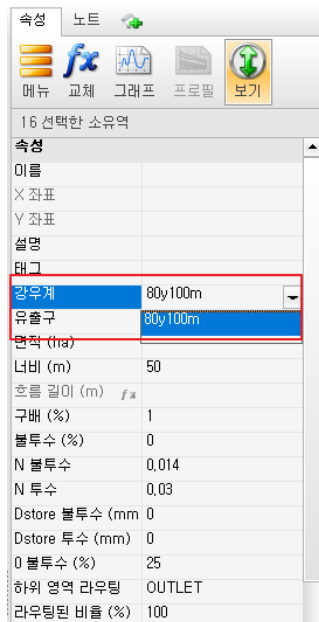 속성 노트
메뉴 교체 그래프 프로필 보기
16 선택한 소유역
속성
이름
X 좌표
Y 좌표
설명
태그
강우계 80y100m
유출구 80y100m
면적 (ha)
너비 (m) 50
흐름 길이 (m) fx
구배 (%) 1
불투수 (%) 0
N 불투수 0,014
N 투수 0,03
Dstore 불투수 (mm 0
Dstore 투수 (mm) 0
0 불투수 (%) 25
하위 영역 라우팅 OUTLET
라우팅된 비율 (%) 100